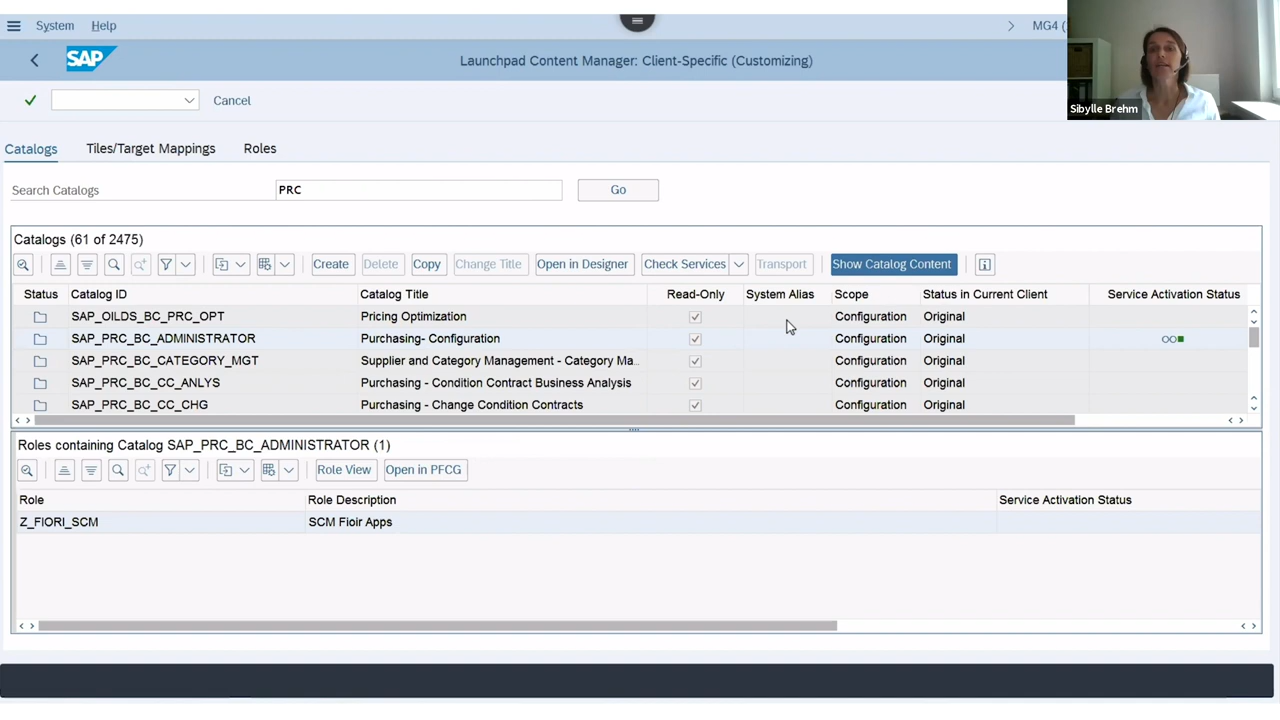 System Help MG4 (
SAP Launchpad Content Manager: Client-Specific (Customizing)
Cancel
Catalogs Tiles/Target Mappings Roles
Search Catalogs PRC Go
Sibylle Brehm
Catalogs (61 of 2475)
Create Delete Copy Change Title Open in Designer Check Services Transport Show Catalog Content
Status Catalog ID Catalog Title Read-Only System Alias Scope Status in Current Client Service Activation Status
SAP_OILDS_BC_PRC_OPT Pricing Optimization Configuration Original
SAP_PRC_BC_ADMINISTRATOR Purchasing- Configuration Configuration Original
SAP_PRC_BC_CATEGORY_MGT Supplier and Category Management - Category Ma... Configuration Original
SAP_PRC_BC_CC_ANLYS Purchasing - Condition Contract Business Analysis Configuration Original
SAP_PRC_BC_CC_CHG Purchasing - Change Condition Contracts Configuration Original
Roles containing Catalog SAP_PRC_BC_ADMINISTRATOR (1)
Role View Open in PFCG
Role Role Description Service Activation Status
Z_FIORI_SCM SCM Fioir Apps